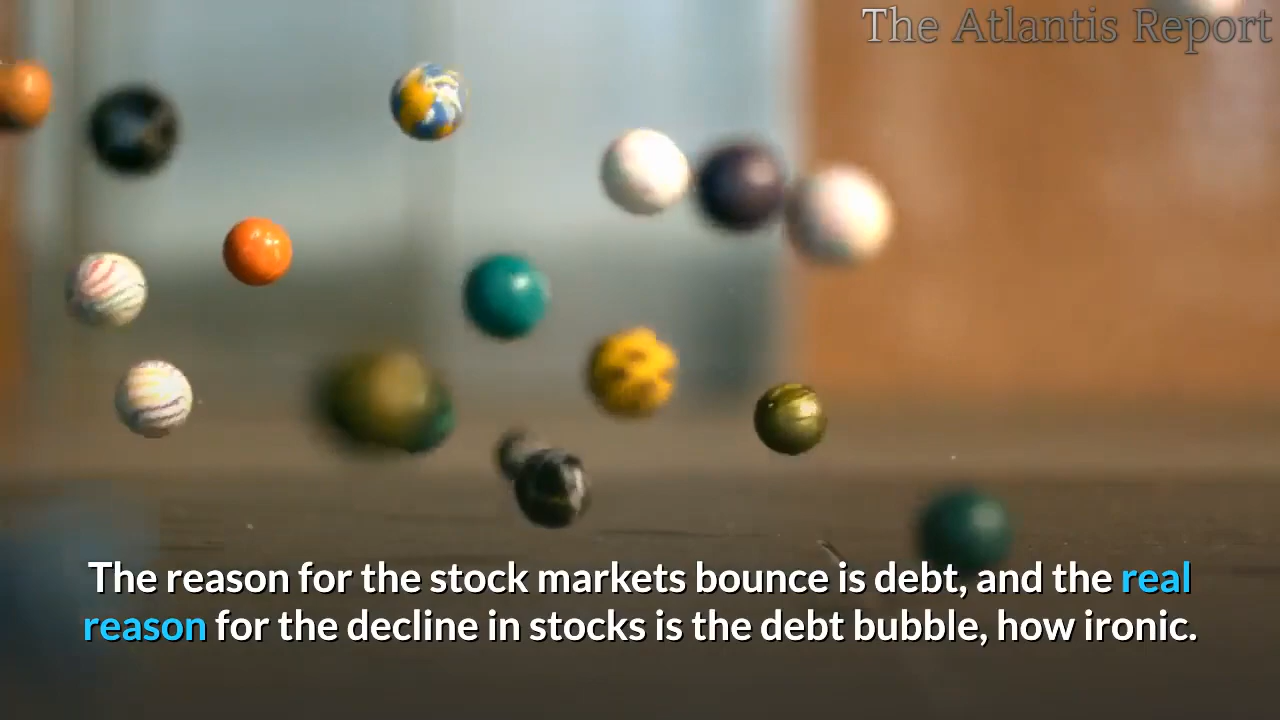 The Atlantis Report
The reason for the stock markets bounce is debt, and the real
reason for the decline in stocks is the debt bubble, how ironic.